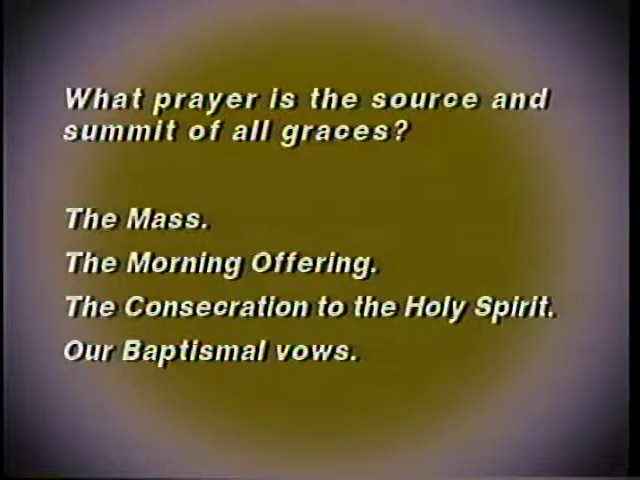 What prayer is the source and
summit of all graces?
The Mass.
The Morning Offering.
The Consecration to the Holy Spirit.
Our Baptismal vows.